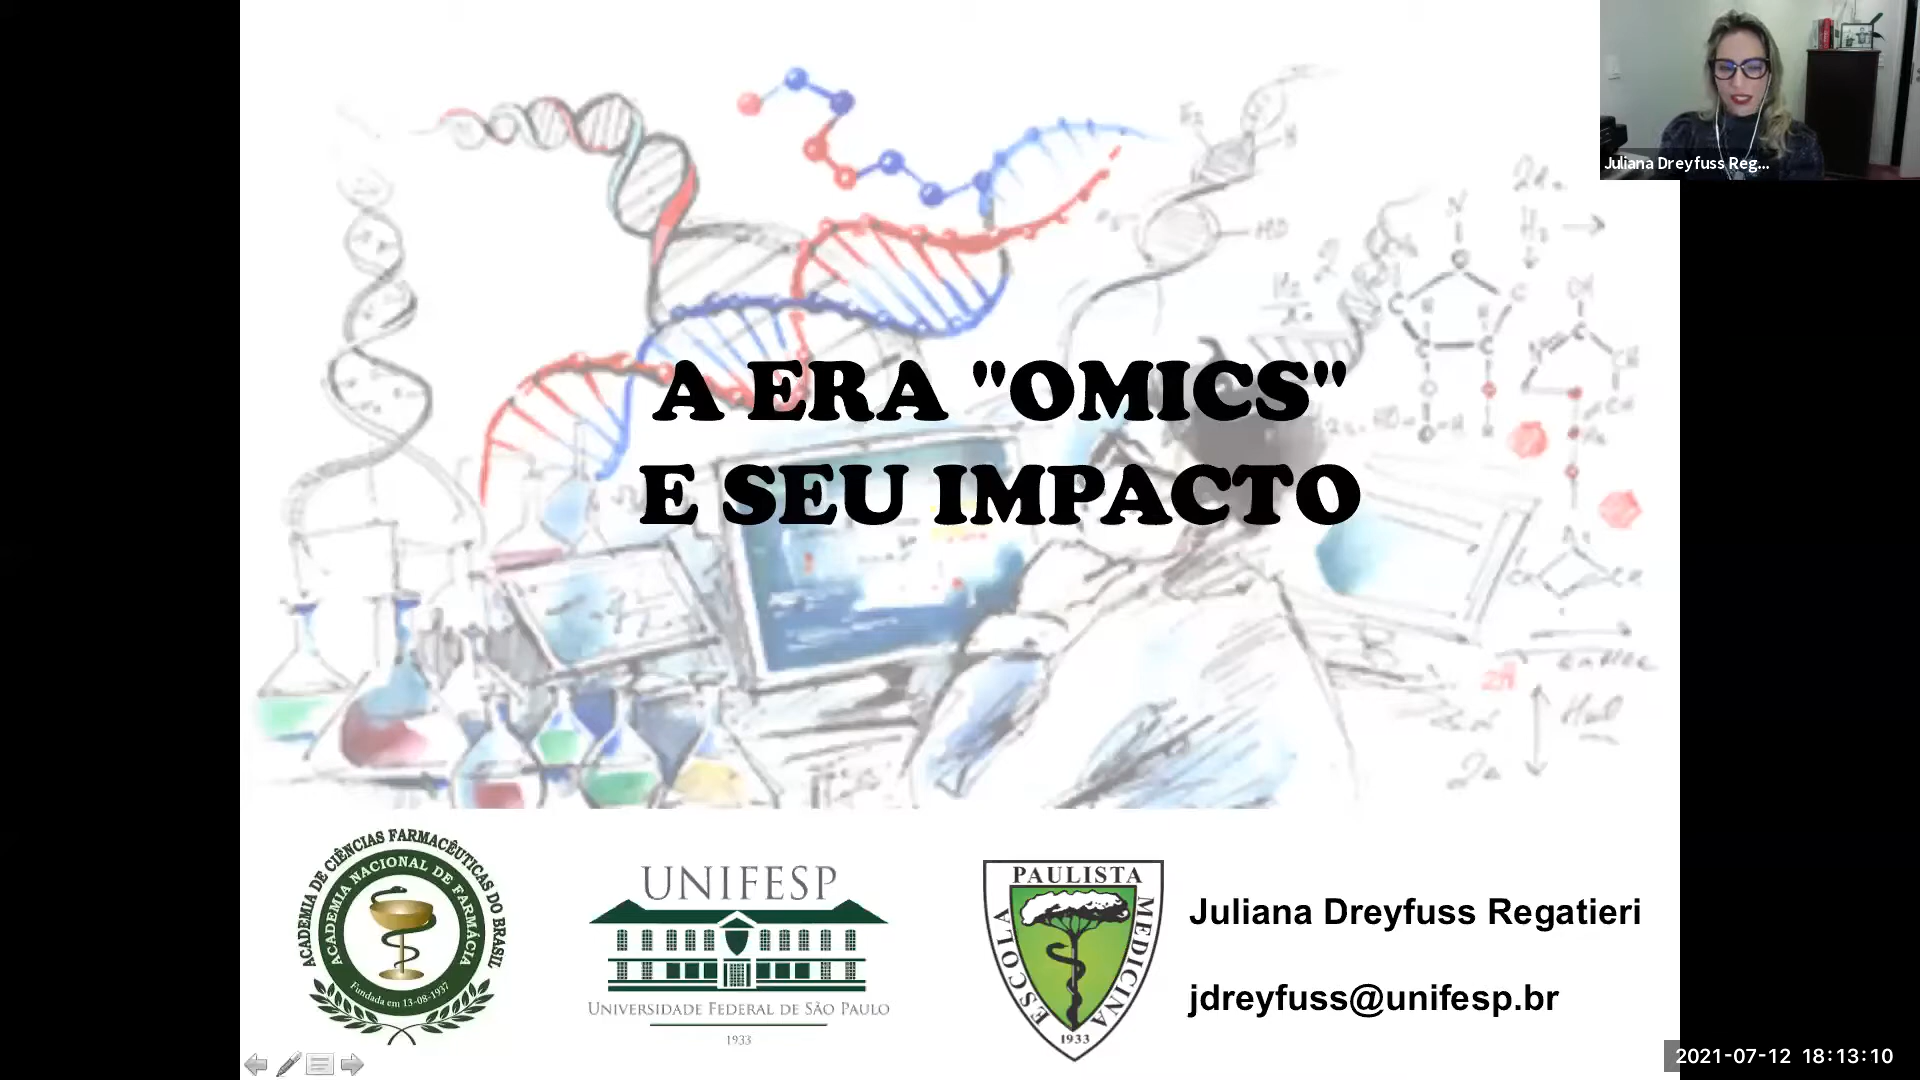 Juliana Dreyfuss Reg...
A ERA "OMICS"
E SEU IMPACTO
ACADEMIA DE CIÊNCIAS FARMACÊUTICAS DO BRASIL
ACADEMIA NACIONAL DE FARMÁCIA
Fundada em 13-08-1937
UNIFESP
UNIVERSIDADE FEDERAL DE SÃO PAULO
1933
ESCOLA PAULISTA MEDICINA
1933
Juliana Dreyfuss Regatieri
jdreyfuss@unifesp.br
2021-07-12 18:13:10